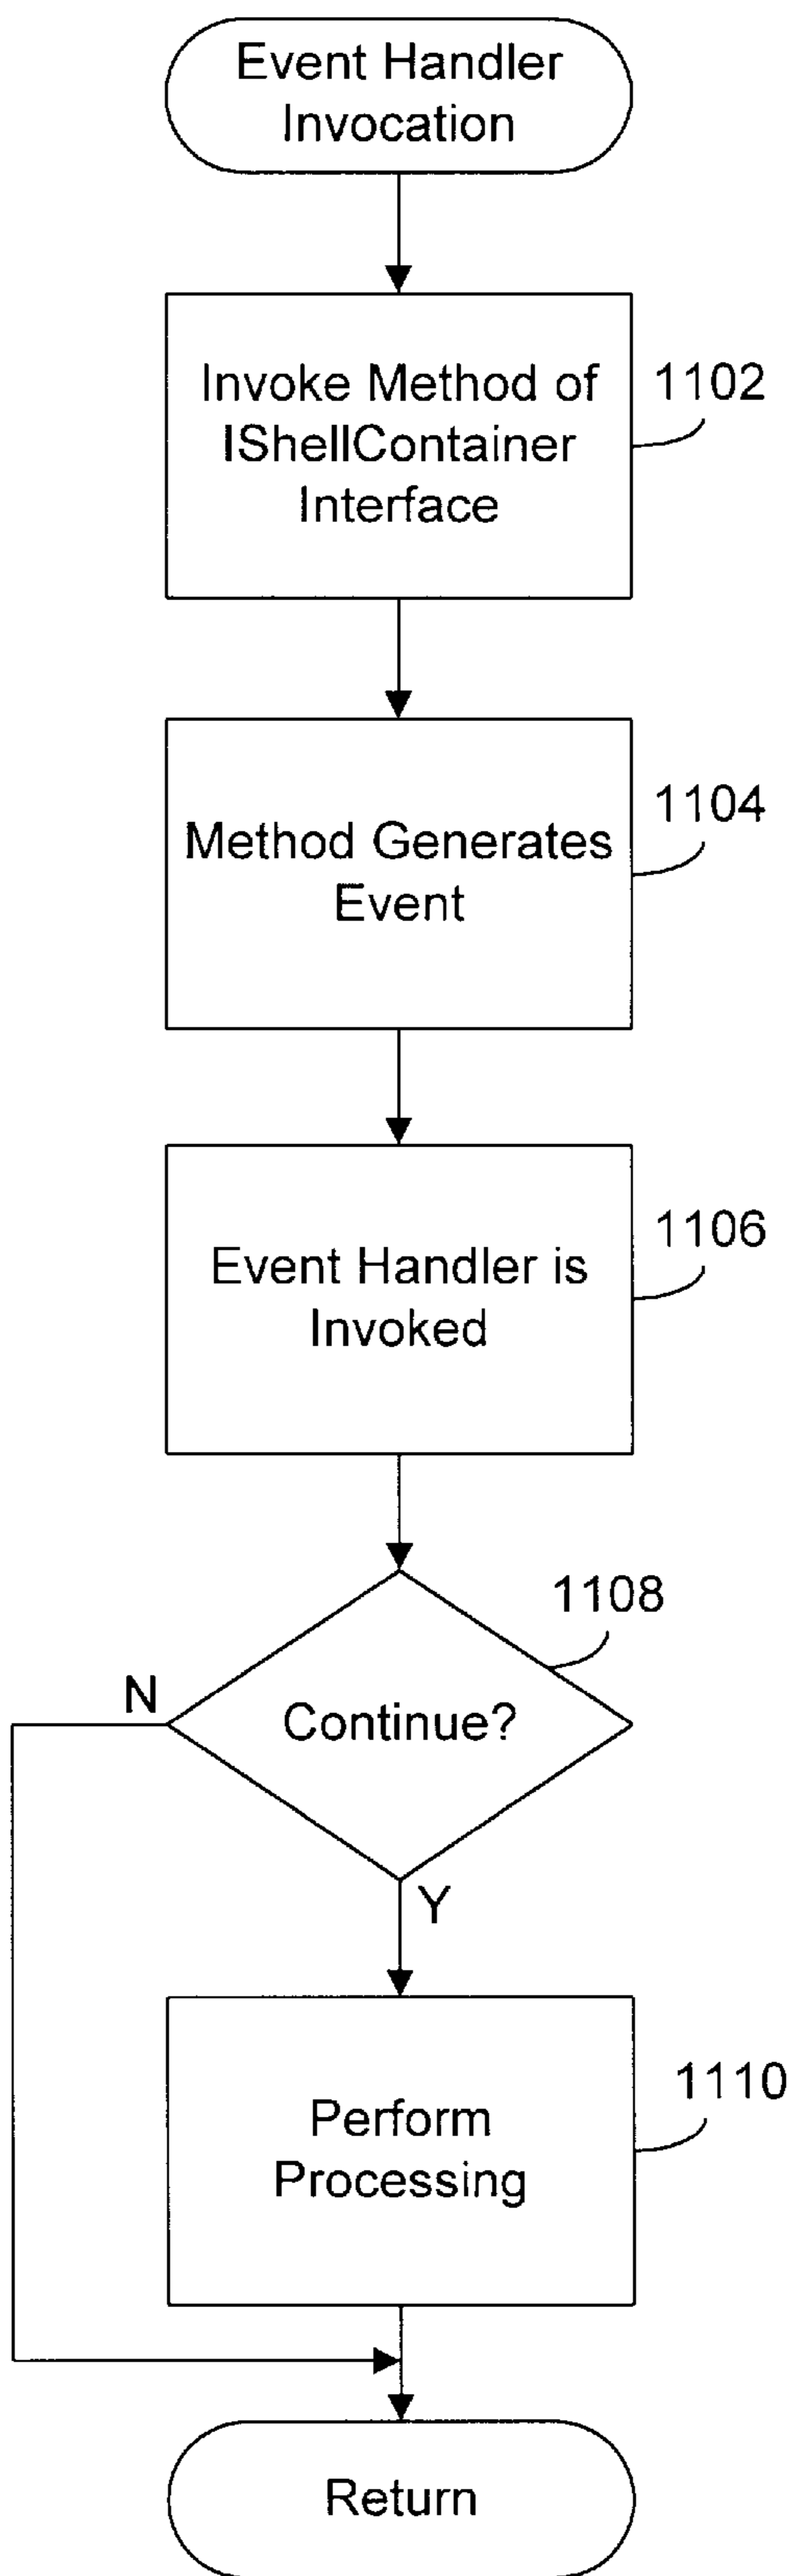 Event Handler
Invocation
Invoke Method of
IShellContainer
Interface
1102
Method Generates
Event
1104
Event Handler is
Invoked
1106
1108
Continue?
N
Y
Perform
Processing
1110
Return